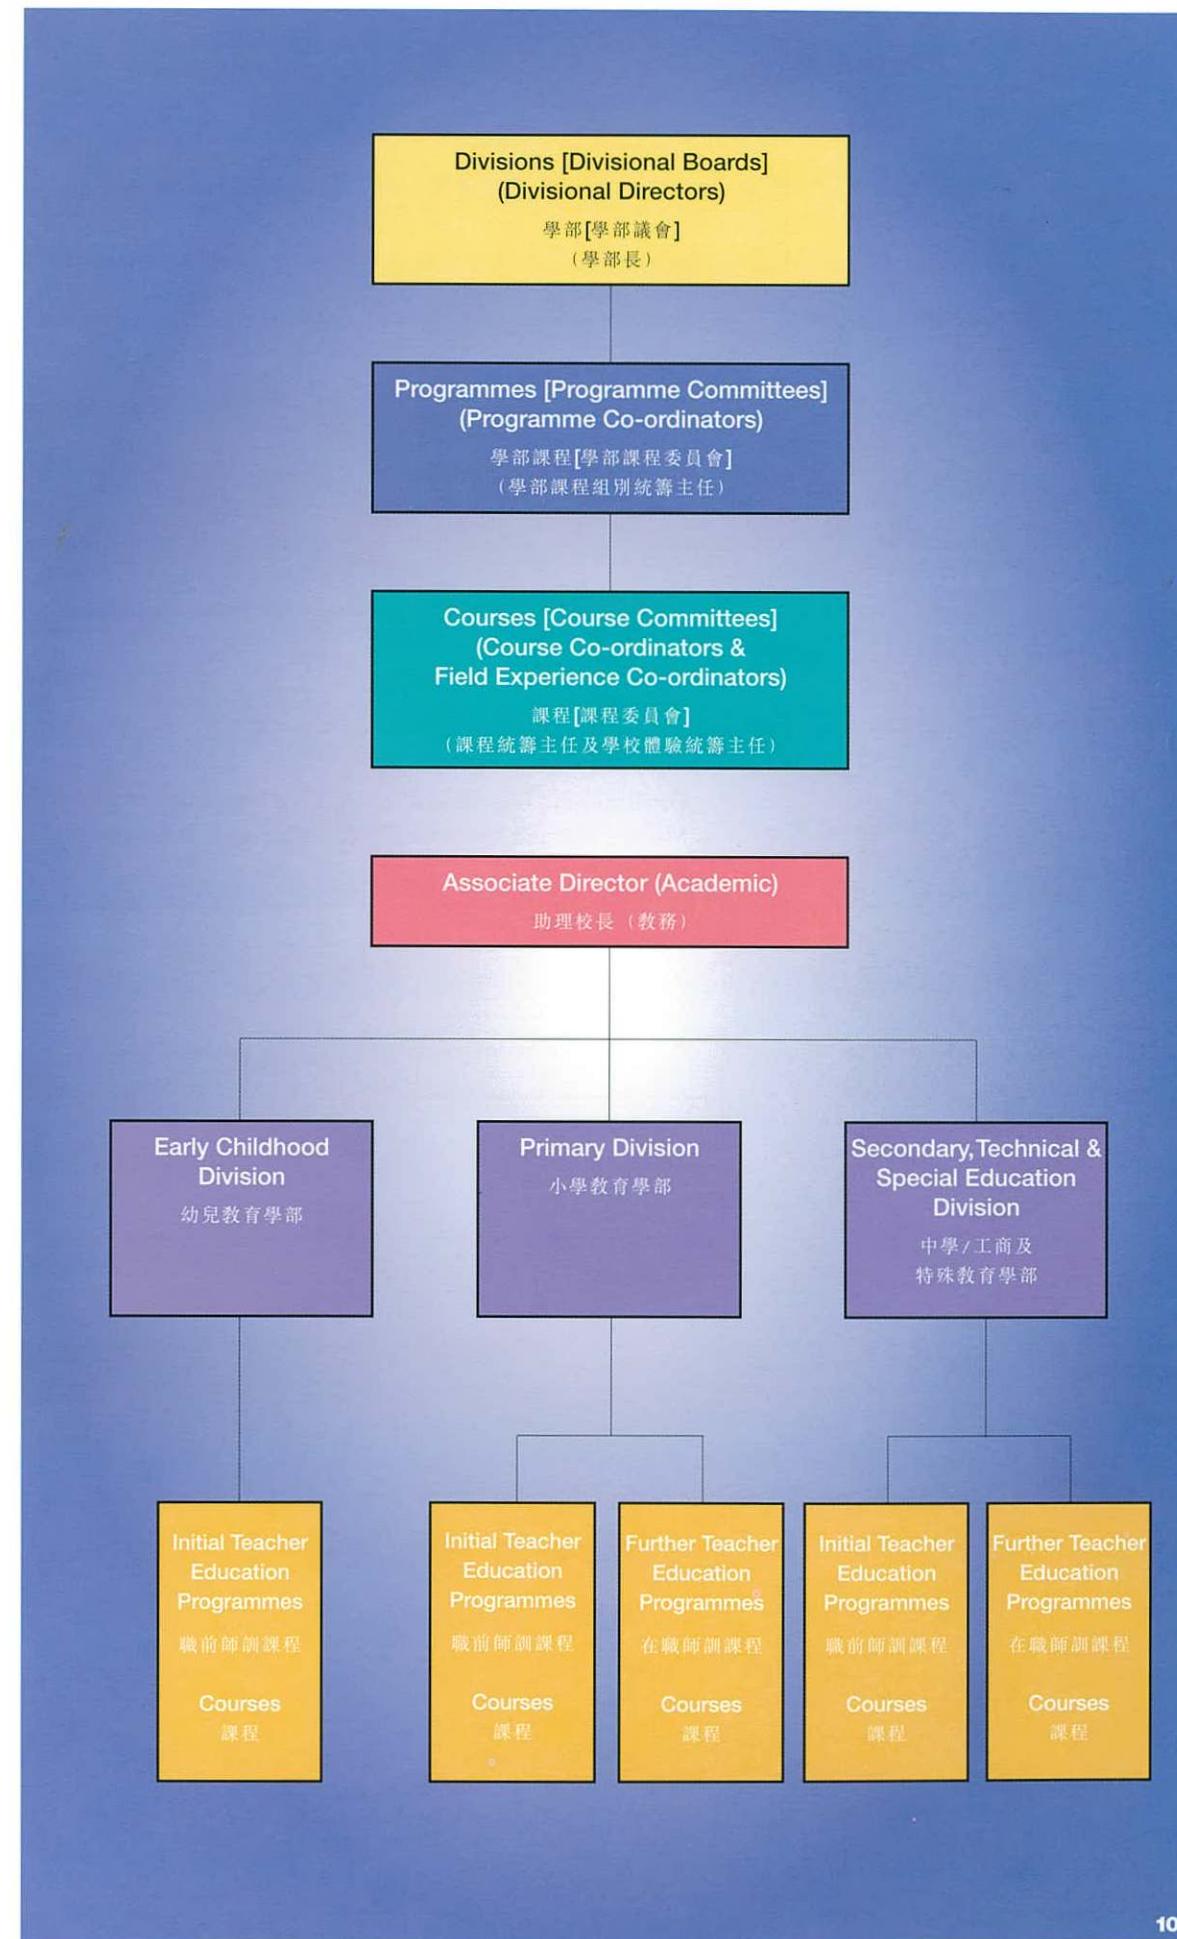 Divisions [Divisional Boards]
(Divisional Directors)
學部[學部議會]
(學部長)
Programmes [Programme Committees]
(Programme Co-ordinators)
學部課程[學部課程委員會]
(學部課程組別統籌主任)
Courses [Course Committees]
(Course Co-ordinators &
Field Experience Co-ordinators)
課程[課程委員會]
(課程統籌主任及學校體驗統籌主任)
Associate Director (Academic)
助理校長 (教務)
Early Childhood
Division
幼兒教育學部
Primary Division
小學教育學部
Secondary, Technical &
Special Education
Division
中學/工商及
特殊教育學部
Initial Teacher
Education
Programmes
職前師訓課程
Courses
課程
Initial Teacher
Education
Programmes
職前師訓課程
Courses
課程
Further Teacher
Education
Programmes
在職師訓課程
Courses
課程
Initial Teacher
Education
Programmes
職前師訓課程
Courses
課程
Further Teacher
Education
Programmes
在職師訓課程
Courses
課程
10